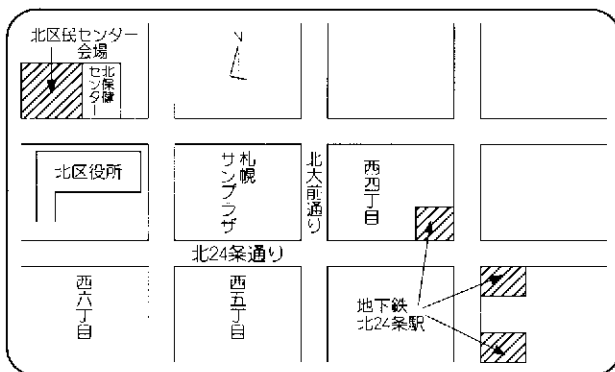 北区民センター
会場
北保健
センター
N
北区役所
札幌
サンプラザ
北大前通り
西四丁目
北24条通り
西六丁目
西五丁目
地下鉄
北24条駅